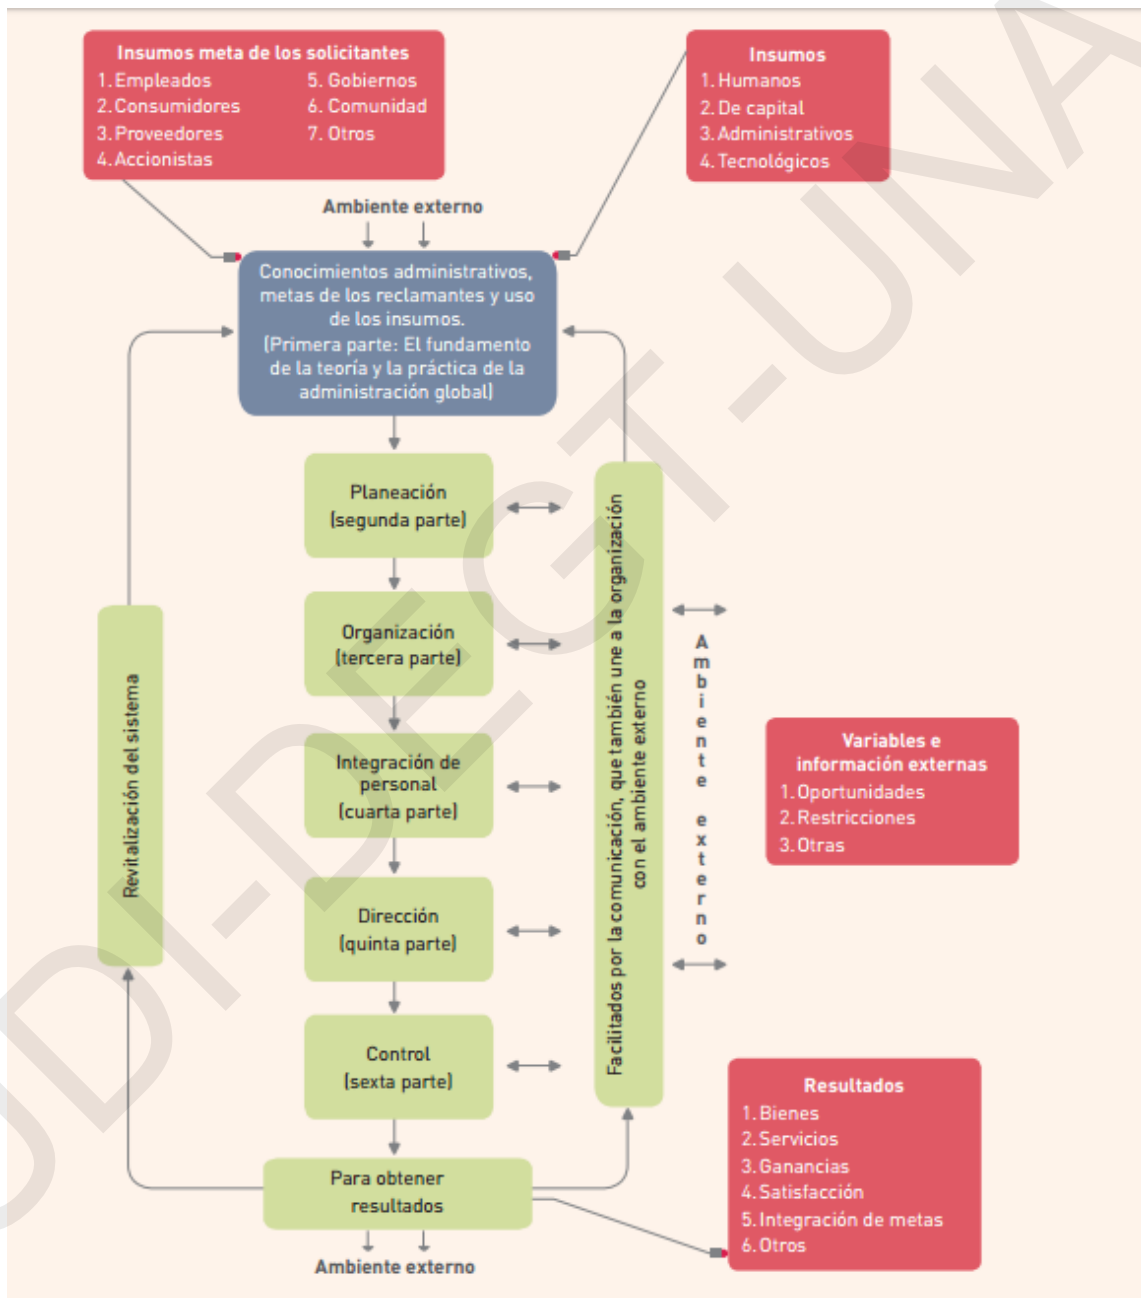 Insumos meta de los solicitantes
1. Empleados
2. Consumidores
3. Proveedores
4. Accionistas
5. Gobiernos
6. Comunidad
7. Otros
Insumos
1. Humanos
2. De capital
3. Administrativos
4. Tecnológicos
Ambiente externo
Conocimientos administrativos,
metas de los reclamantes y uso
de los insumos.
(Primera parte: El fundamento
de la teoría y la práctica de la
administración global)
Planeación
(segunda parte)
Organización
(tercera parte)
Integración de
personal
(cuarta parte)
Dirección
(quinta parte)
Control
(sexta parte)
Para obtener
resultados
Ambiente externo
Revitalización del sistema
Facilitados por la comunicación, que también une a la organización
con el ambiente externo
Ambiente externo
Variables e
información externas
1. Oportunidades
2. Restricciones
3. Otras
Resultados
1. Bienes
2. Servicios
3. Ganancias
4. Satisfacción
5. Integración de metas
6. Otros
UDI-DEGT-UNA